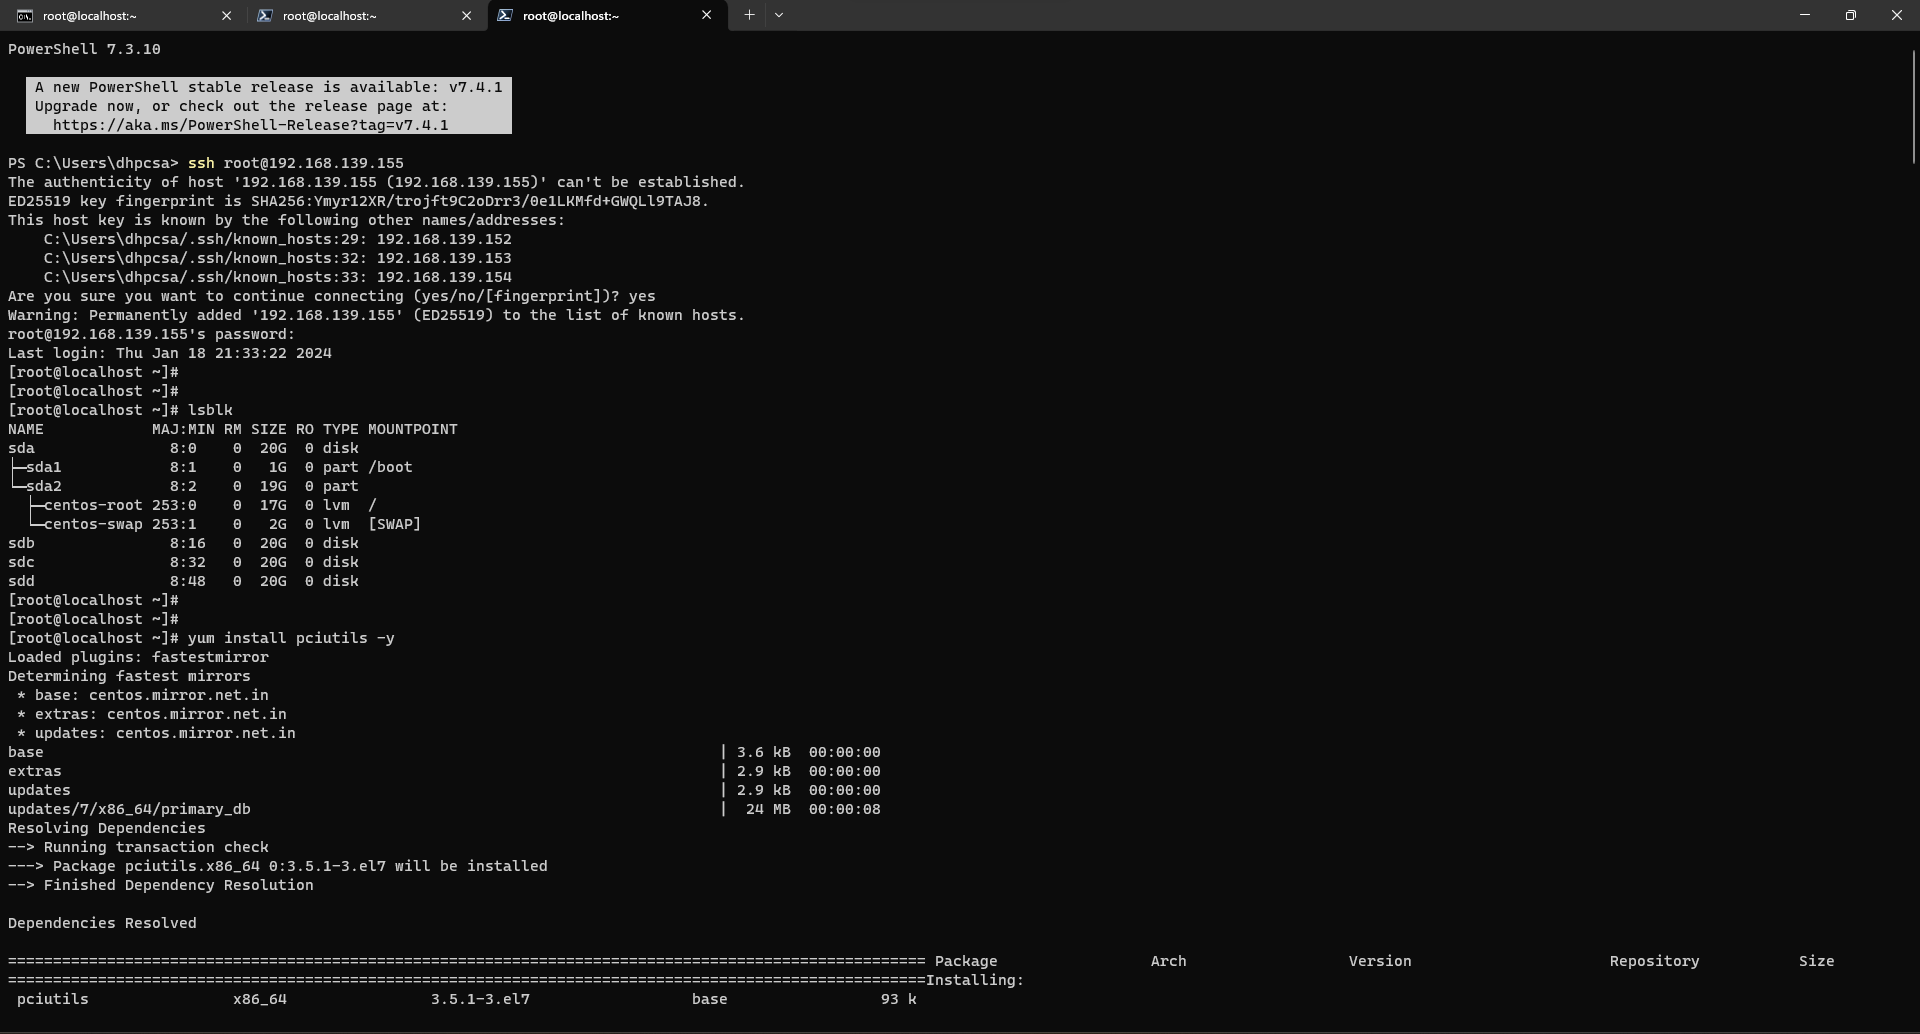 root@localhost:~
root@localhost:~
root@localhost:~
PowerShell 7.3.10
A new PowerShell stable release is available: v7.4.1
Upgrade now, or check out the release page at:
https://aka.ms/PowerShell-Release?tag=v7.4.1
PS C:\Users\dhpcsa> ssh root@192.168.139.155
The authenticity of host '192.168.139.155 (192.168.139.155)' can't be established.
ED25519 key fingerprint is SHA256:Ymyr12XR/trojft9C2oDrr3/0e1LKMfd+GWQLl9TAJ8.
This host key is known by the following other names/addresses:
    C:\Users\dhpcsa/.ssh/known_hosts:29: 192.168.139.152
    C:\Users\dhpcsa/.ssh/known_hosts:32: 192.168.139.153
    C:\Users\dhpcsa/.ssh/known_hosts:33: 192.168.139.154
Are you sure you want to continue connecting (yes/no/[fingerprint])? yes
Warning: Permanently added '192.168.139.155' (ED25519) to the list of known hosts.
root@192.168.139.155's password:
Last login: Thu Jan 18 21:33:22 2024
[root@localhost ~]#
[root@localhost ~]#
[root@localhost ~]# lsblk
NAME            MAJ:MIN RM SIZE RO TYPE MOUNTPOINT
sda               8:0    0  20G  0 disk
├─sda1            8:1    0   1G  0 part /boot
└─sda2            8:2    0  19G  0 part
  ├─centos-root 253:0    0  17G  0 lvm  /
  └─centos-swap 253:1    0   2G  0 lvm  [SWAP]
sdb               8:16   0  20G  0 disk
sdc               8:32   0  20G  0 disk
sdd               8:48   0  20G  0 disk
[root@localhost ~]#
[root@localhost ~]#
[root@localhost ~]# yum install pciutils -y
Loaded plugins: fastestmirror
Determining fastest mirrors
 * base: centos.mirror.net.in
 * extras: centos.mirror.net.in
 * updates: centos.mirror.net.in
base | 3.6 kB  00:00:00
extras | 2.9 kB  00:00:00
updates | 2.9 kB  00:00:00
updates/7/x86_64/primary_db |  24 MB  00:00:08
Resolving Dependencies
--> Running transaction check
---> Package pciutils.x86_64 0:3.5.1-3.el7 will be installed
--> Finished Dependency Resolution
Dependencies Resolved
====================================================================================================== Package Arch Version Repository Size
======================================================================================================Installing:
 pciutils x86_64 3.5.1-3.el7 base 93 k